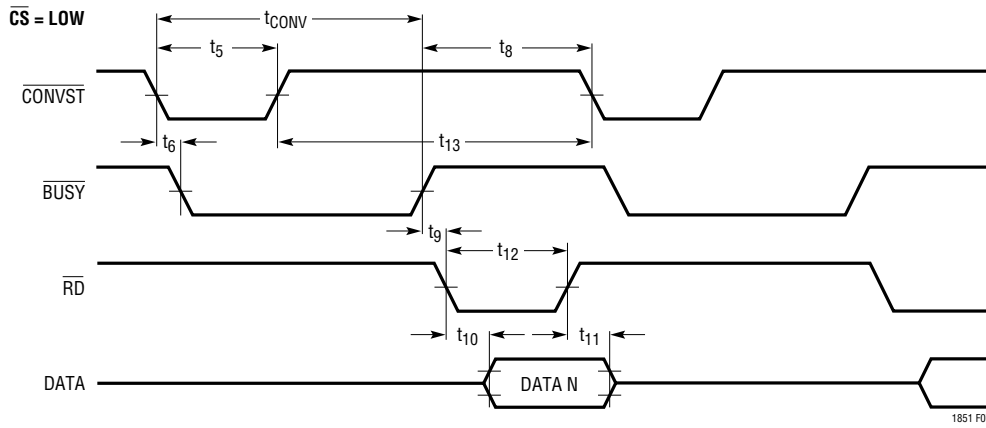 CS = LOW
tCONV
t5
t8
CONVST
t13
t6
BUSY
t9
t12
RD
t10
t11
DATA
DATA N
1851 F0